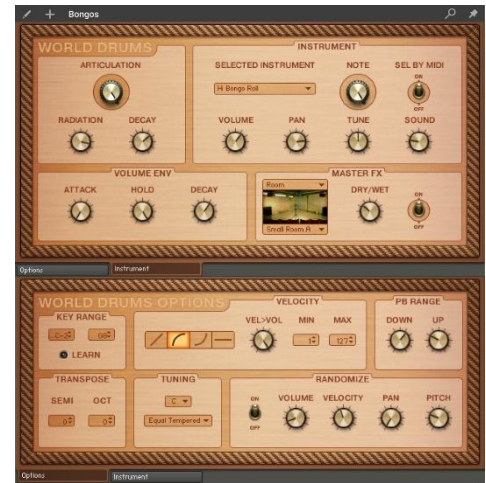 Bongos
WORLD DRUMS
INSTRUMENT
ARTICULATION
SELECTED INSTRUMENT
NOTE
SEL BY MIDI
ON
Hi Bongo Roll
OFF
RADIATION
DECAY
VOLUME
PAN
TUNE
SOUND
VOLUME ENV
MASTER FX
ATTACK
HOLD
DECAY
Room
DRY/WET
ON
Small Room A ..
OFF
Options
Instrument
WORLD DRUMS OPTIONS
VELOCITY
PB RANGE
KEY RANGE
VEL>VOL
MIN
MAX
DOWN
UP
C-2
G8
1
127
LEARN
TRANSPOSE
TUNING
RANDOMIZE
SEMI
OCT
C
ON
VOLUME
VELOCITY
PAN
PITCH
0
0
Equal Tempered
OFF
Options
Instrument